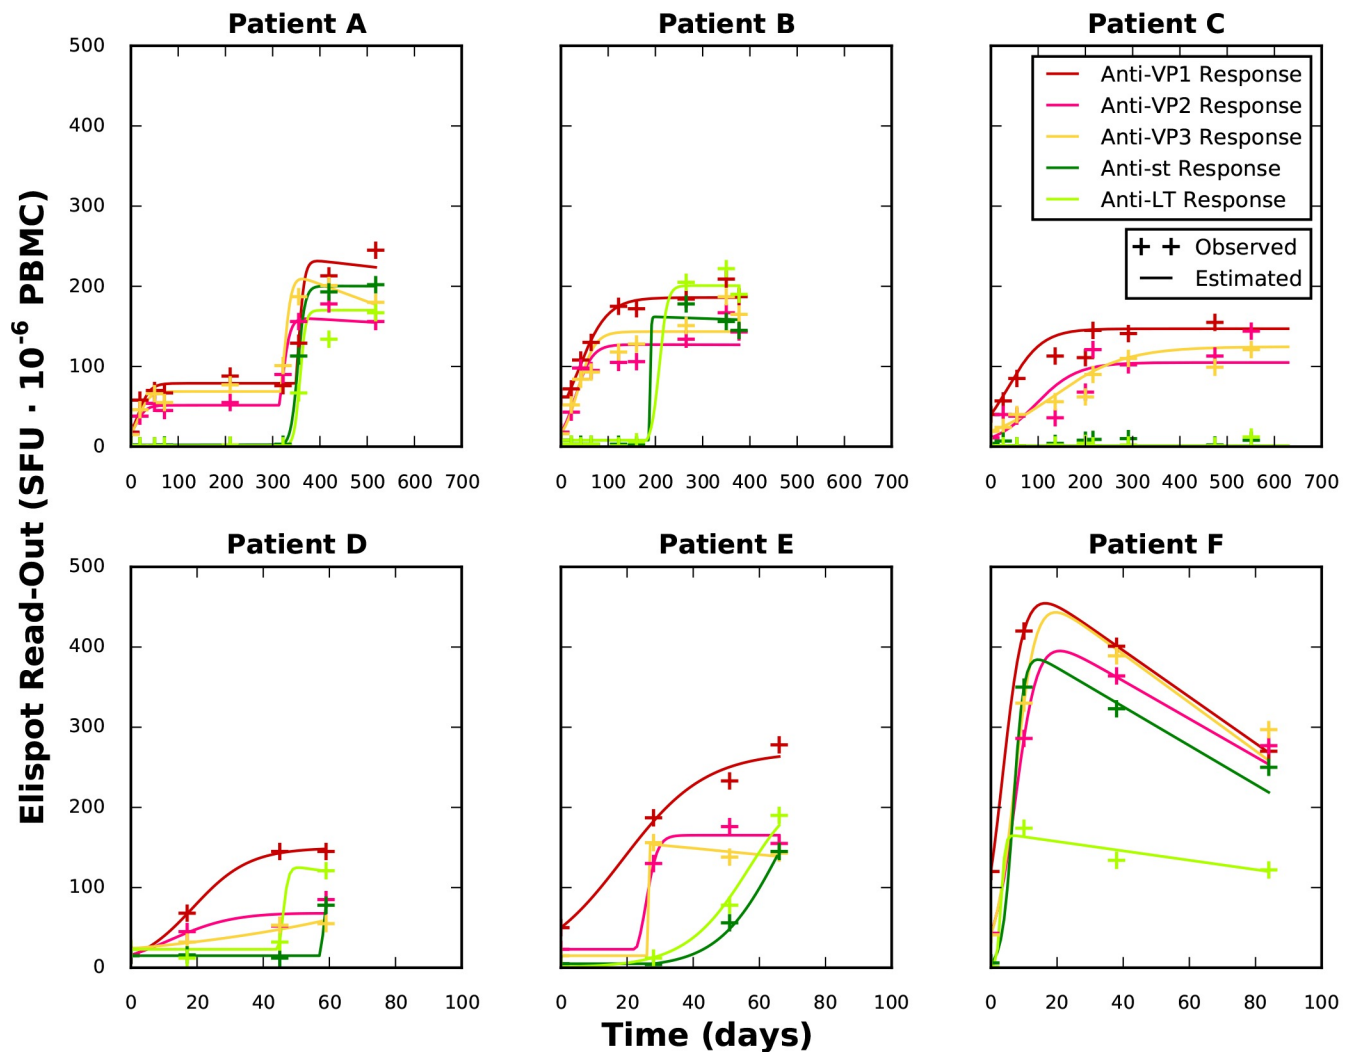 Patient A
Patient B
Patient C
500
400
300
200
100
0
0 100 200 300 400 500 600 700
0 100 200 300 400 500 600 700
0 100 200 300 400 500 600 700
Anti-VP1 Response
Anti-VP2 Response
Anti-VP3 Response
Anti-st Response
Anti-LT Response
Observed
Estimated
Elispot Read-Out (SFU · 10⁻⁶ PBMC)
Patient D
Patient E
Patient F
500
400
300
200
100
0
0 20 40 60 80 100
0 20 40 60 80 100
0 20 40 60 80 100
Time (days)